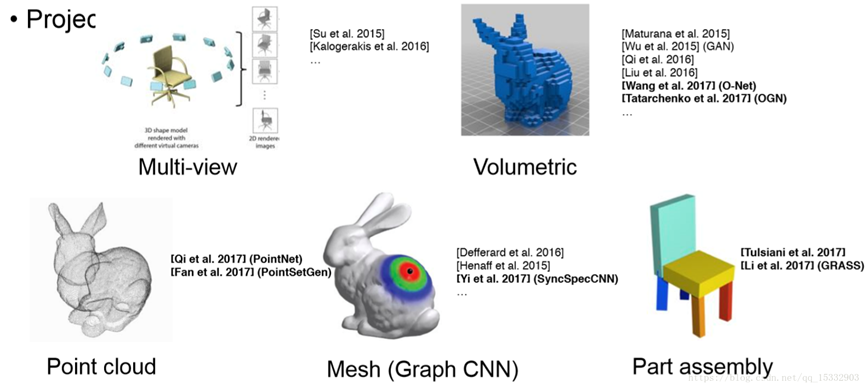 • Projec
[Su et al. 2015]
[Kalogerakis et al. 2016]
...
3D shape model
rendered with
different virtual cameras
2D rendered
images
Multi-view
[Maturana et al. 2015]
[Wu et al. 2015] (GAN)
[Qi et al. 2016]
[Liu et al. 2016]
[Wang et al. 2017] (O-Net)
[Tatarchenko et al. 2017] (OGN)
...
Volumetric
[Qi et al. 2017] (PointNet)
[Fan et al. 2017] (PointSetGen)
Point cloud
[Defferard et al. 2016]
[Henaff et al. 2015]
[Yi et al. 2017] (SyncSpecCNN)
...
Mesh (Graph CNN)
[Tulsiani et al. 2017]
[Li et al. 2017] (GRASS)
Part assembly
https://blog.csdn.net/qq_15332903